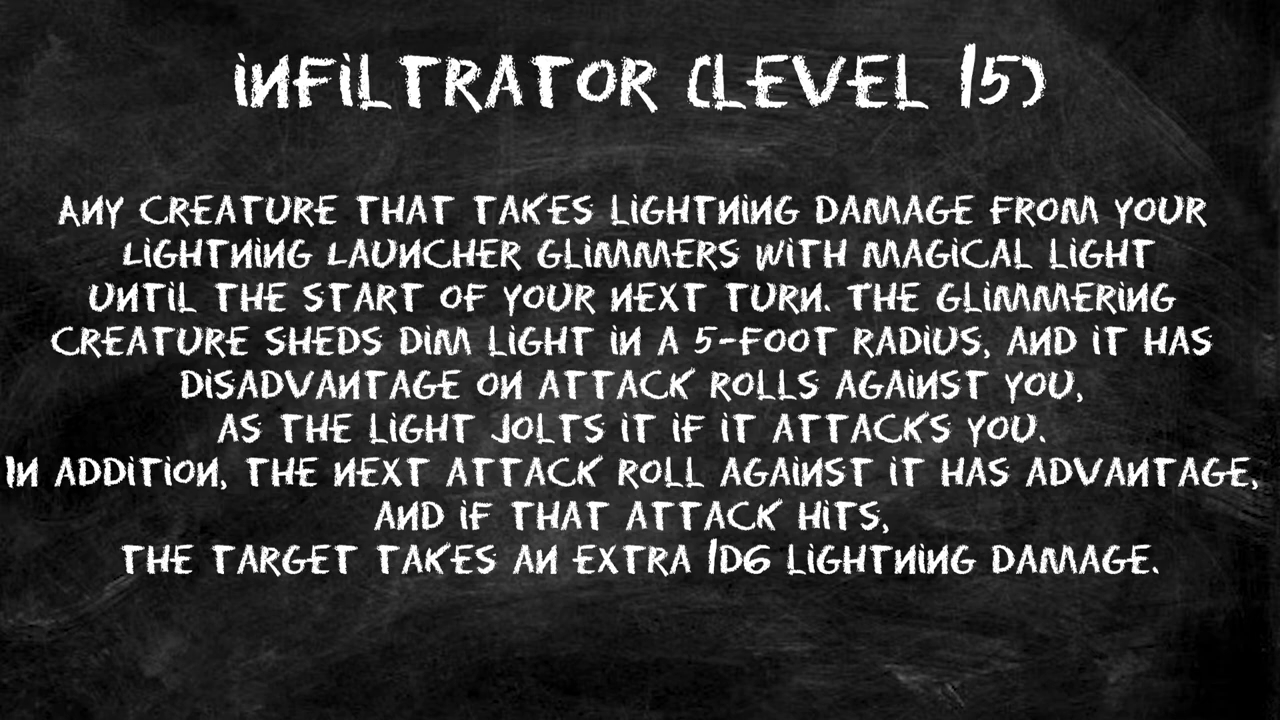 INFILTRATOR (LEVEL 15)
ANY CREATURE THAT TAKES LIGHTNING DAMAGE FROM YOUR
LIGHTNING LAUNCHER GLIMMERS WITH MAGICAL LIGHT
UNTIL THE START OF YOUR NEXT TURN. THE GLIMMERING
CREATURE SHEDS DIM LIGHT IN A 5-FOOT RADIUS, AND IT HAS
DISADVANTAGE ON ATTACK ROLLS AGAINST YOU,
AS THE LIGHT JOLTS IT IF IT ATTACKS YOU.
IN ADDITION, THE NEXT ATTACK ROLL AGAINST IT HAS ADVANTAGE,
AND IF THAT ATTACK HITS,
THE TARGET TAKES AN EXTRA 1D6 LIGHTNING DAMAGE.